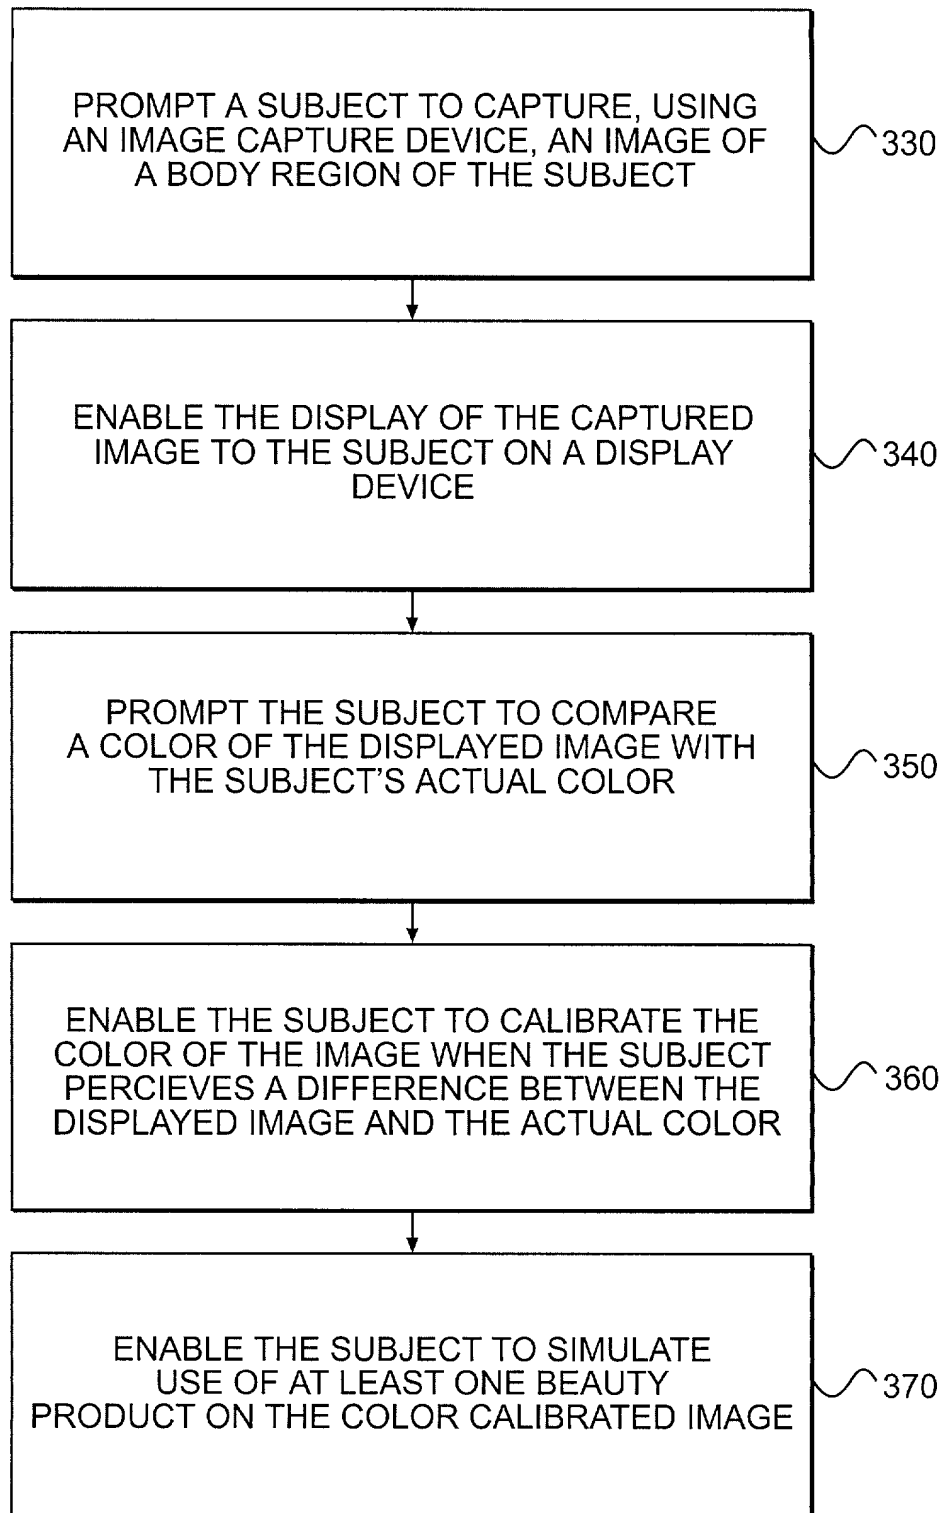 PROMPT A SUBJECT TO CAPTURE, USING
AN IMAGE CAPTURE DEVICE, AN IMAGE OF
A BODY REGION OF THE SUBJECT
330
ENABLE THE DISPLAY OF THE CAPTURED
IMAGE TO THE SUBJECT ON A DISPLAY
DEVICE
340
PROMPT THE SUBJECT TO COMPARE
A COLOR OF THE DISPLAYED IMAGE WITH
THE SUBJECT'S ACTUAL COLOR
350
ENABLE THE SUBJECT TO CALIBRATE THE
COLOR OF THE IMAGE WHEN THE SUBJECT
PERCIEVES A DIFFERENCE BETWEEN THE
DISPLAYED IMAGE AND THE ACTUAL COLOR
360
ENABLE THE SUBJECT TO SIMULATE
USE OF AT LEAST ONE BEAUTY
PRODUCT ON THE COLOR CALIBRATED IMAGE
370